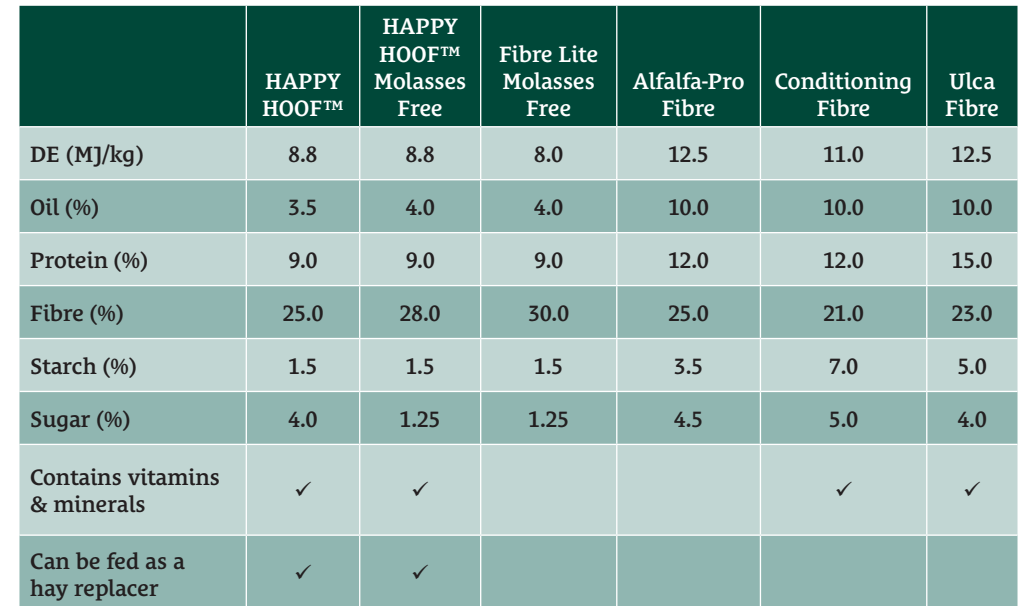 HAPPY HOOF™ | HAPPY HOOF™ Molasses Free | Fibre Lite Molasses Free | Alfalfa-Pro Fibre | Conditioning Fibre | Ulca Fibre
DE (MJ/kg) 8.8 8.8 8.0 12.5 11.0 12.5
Oil (%) 3.5 4.0 4.0 10.0 10.0 10.0
Protein (%) 9.0 9.0 9.0 12.0 12.0 15.0
Fibre (%) 25.0 28.0 30.0 25.0 21.0 23.0
Starch (%) 1.5 1.5 1.5 3.5 7.0 5.0
Sugar (%) 4.0 1.25 1.25 4.5 5.0 4.0
Contains vitamins
& minerals ✓ ✓ ✓ ✓
Can be fed as a
hay replacer ✓ ✓